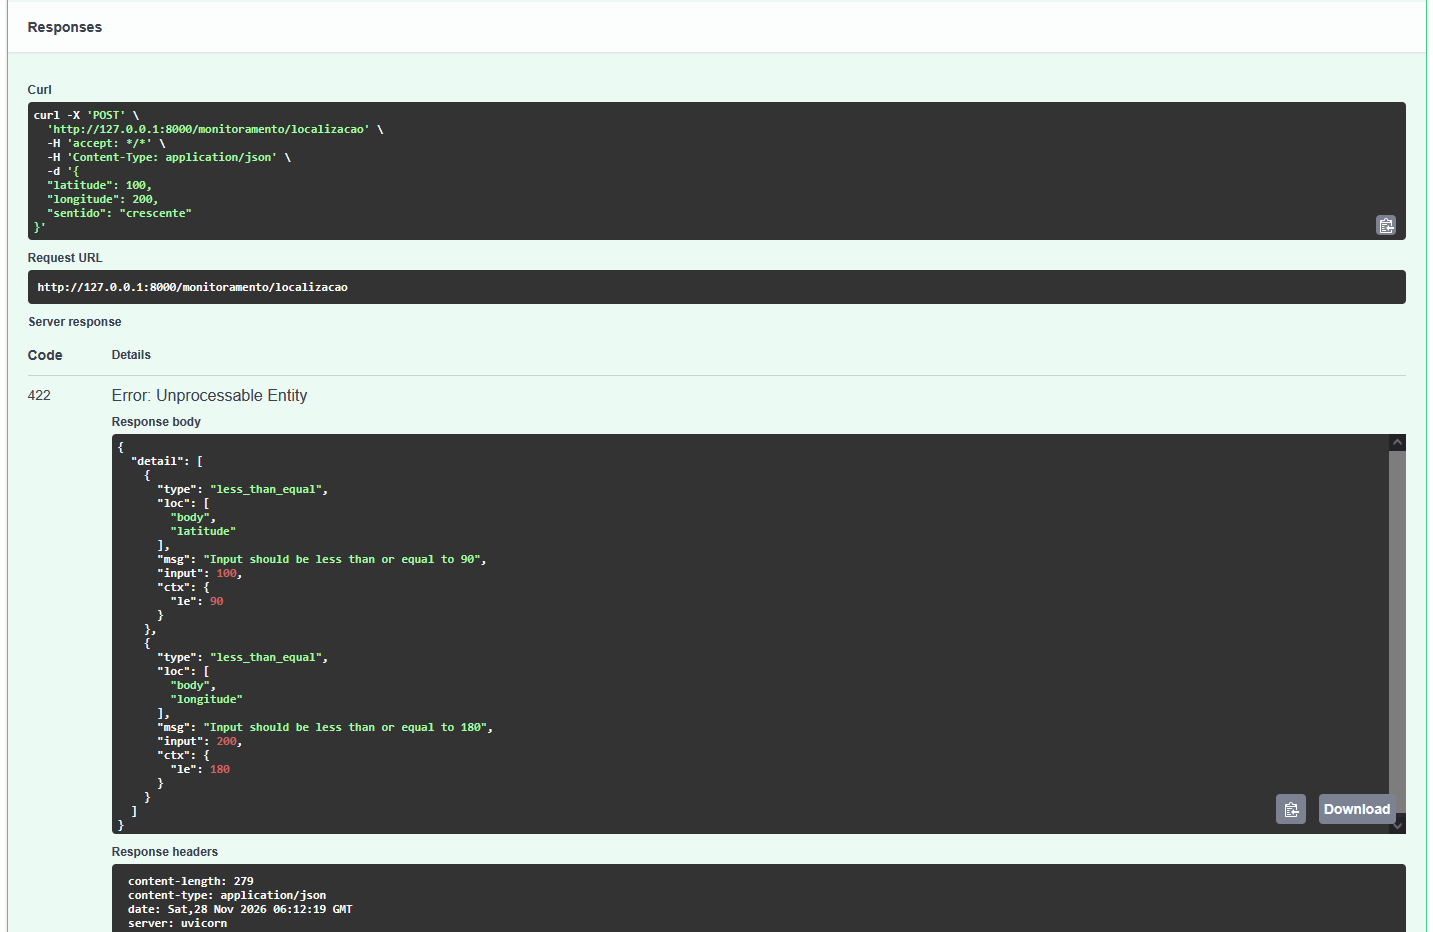 Responses
Curl
curl -X 'POST' \
  'http://127.0.0.1:8000/monitoramento/localizacao' \
  -H 'accept: */*' \
  -H 'Content-Type: application/json' \
  -d '{
  "latitude": 100,
  "longitude": 200,
  "sentido": "crescente"
}'
Request URL
http://127.0.0.1:8000/monitoramento/localizacao
Server response
Code Details
422 Error: Unprocessable Entity
Response body
{
  "detail": [
    {
      "type": "less_than_equal",
      "loc": [
        "body",
        "latitude"
      ],
      "msg": "Input should be less than or equal to 90",
      "input": 100,
      "ctx": {
        "le": 90
      }
    },
    {
      "type": "less_than_equal",
      "loc": [
        "body",
        "longitude"
      ],
      "msg": "Input should be less than or equal to 180",
      "input": 200,
      "ctx": {
        "le": 180
      }
    }
  ]
}
Download
Response headers
content-length: 279
content-type: application/json
date: Sat,28 Nov 2026 06:12:19 GMT
server: uvicorn